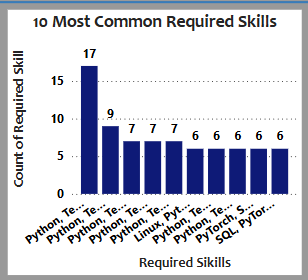 10 Most Common Required Skills
Count of Required Skill
15
10
5
0
17
9
7
7
7
6
6
6
6
6
Python, Te...
Python, Te...
Python, Te...
Python, Te...
Python, Te...
Linux, Pyt...
Python, Te...
Python, Te...
PyTorch, S...
SQL, PyTor...
Required Sikills